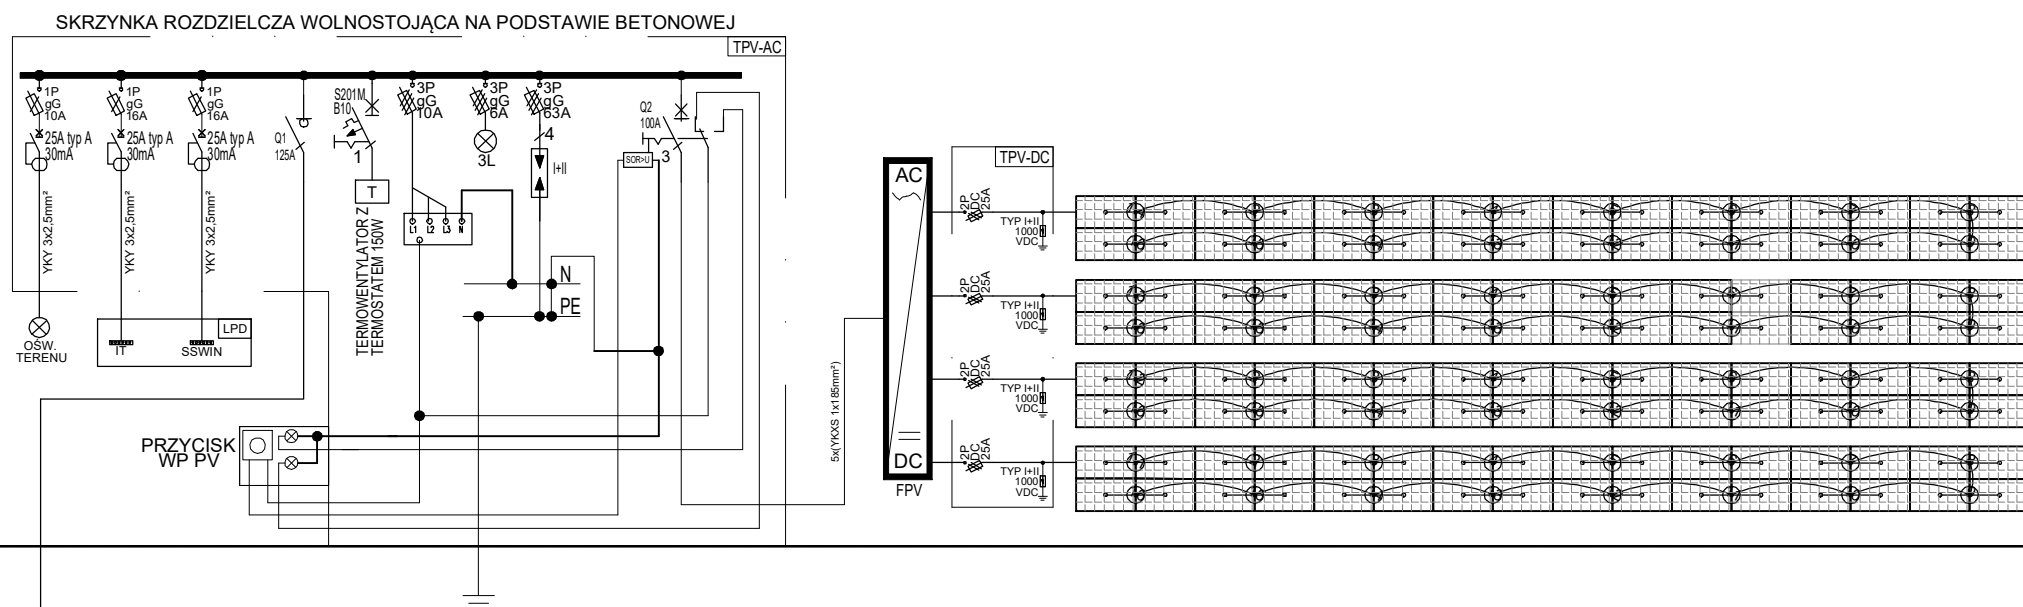 SKRZYNKA ROZDZIELCZA WOLNOSTOJĄCA NA PODSTAWIE BETONOWEJ
TPV-AC
1P
gG
10A
25A typ A
30mA
YKY 3x2,5mm²
OŚW.
TERENU
1P
gG
16A
25A typ A
30mA
YKY 3x2,5mm²
IT
1P
gG
16A
25A typ A
30mA
YKY 3x2,5mm²
SSWIN
LPD
Q1
125A
S201M
B10
1
T
TERMOWENTYLATOR Z
TERMOSTATEM 150W
3P
gG
10A
L1 L2 L3 N
3P
gG
6A
3L
3P
gG
63A
4
I+II
N
PE
Q2
100A
SOR>U
3
PRZYCISK
WP PV
5x(YKXS 1x185mm²)
AC
DC
FPV
TPV-DC
2P
DC
25A
TYP I+II
1000
VDC
2P
DC
25A
TYP I+II
1000
VDC
2P
DC
25A
TYP I+II
1000
VDC
2P
DC
25A
TYP I+II
1000
VDC